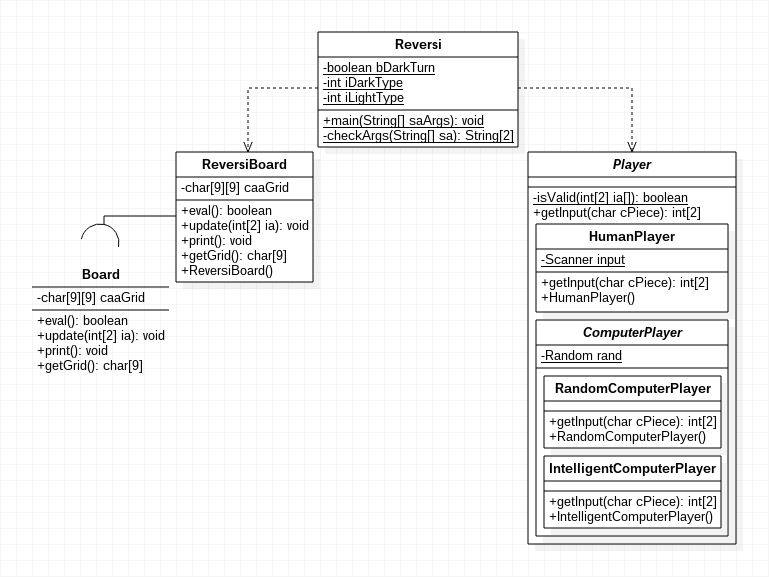 Reversi
-boolean bDarkTurn
-int iDarkType
-int iLightType
+main(String[] saArgs): void
-checkArgs(String[] sa): String[2]
ReversiBoard
-char[9][9] caaGrid
+eval(): boolean
+update(int[2] ia): void
+print(): void
+getGrid(): char[9]
+ReversiBoard()
Board
-char[9][9] caaGrid
+eval(): boolean
+update(int[2] ia): void
+print(): void
+getGrid(): char[9]
Player
-isValid(int[2] ia[]): boolean
+getInput(char cPiece): int[2]
HumanPlayer
-Scanner input
+getInput(char cPiece): int[2]
+HumanPlayer()
ComputerPlayer
-Random rand
RandomComputerPlayer
+getInput(char cPiece): int[2]
+RandomComputerPlayer()
IntelligentComputerPlayer
+getInput(char cPiece): int[2]
+IntelligentComputerPlayer()